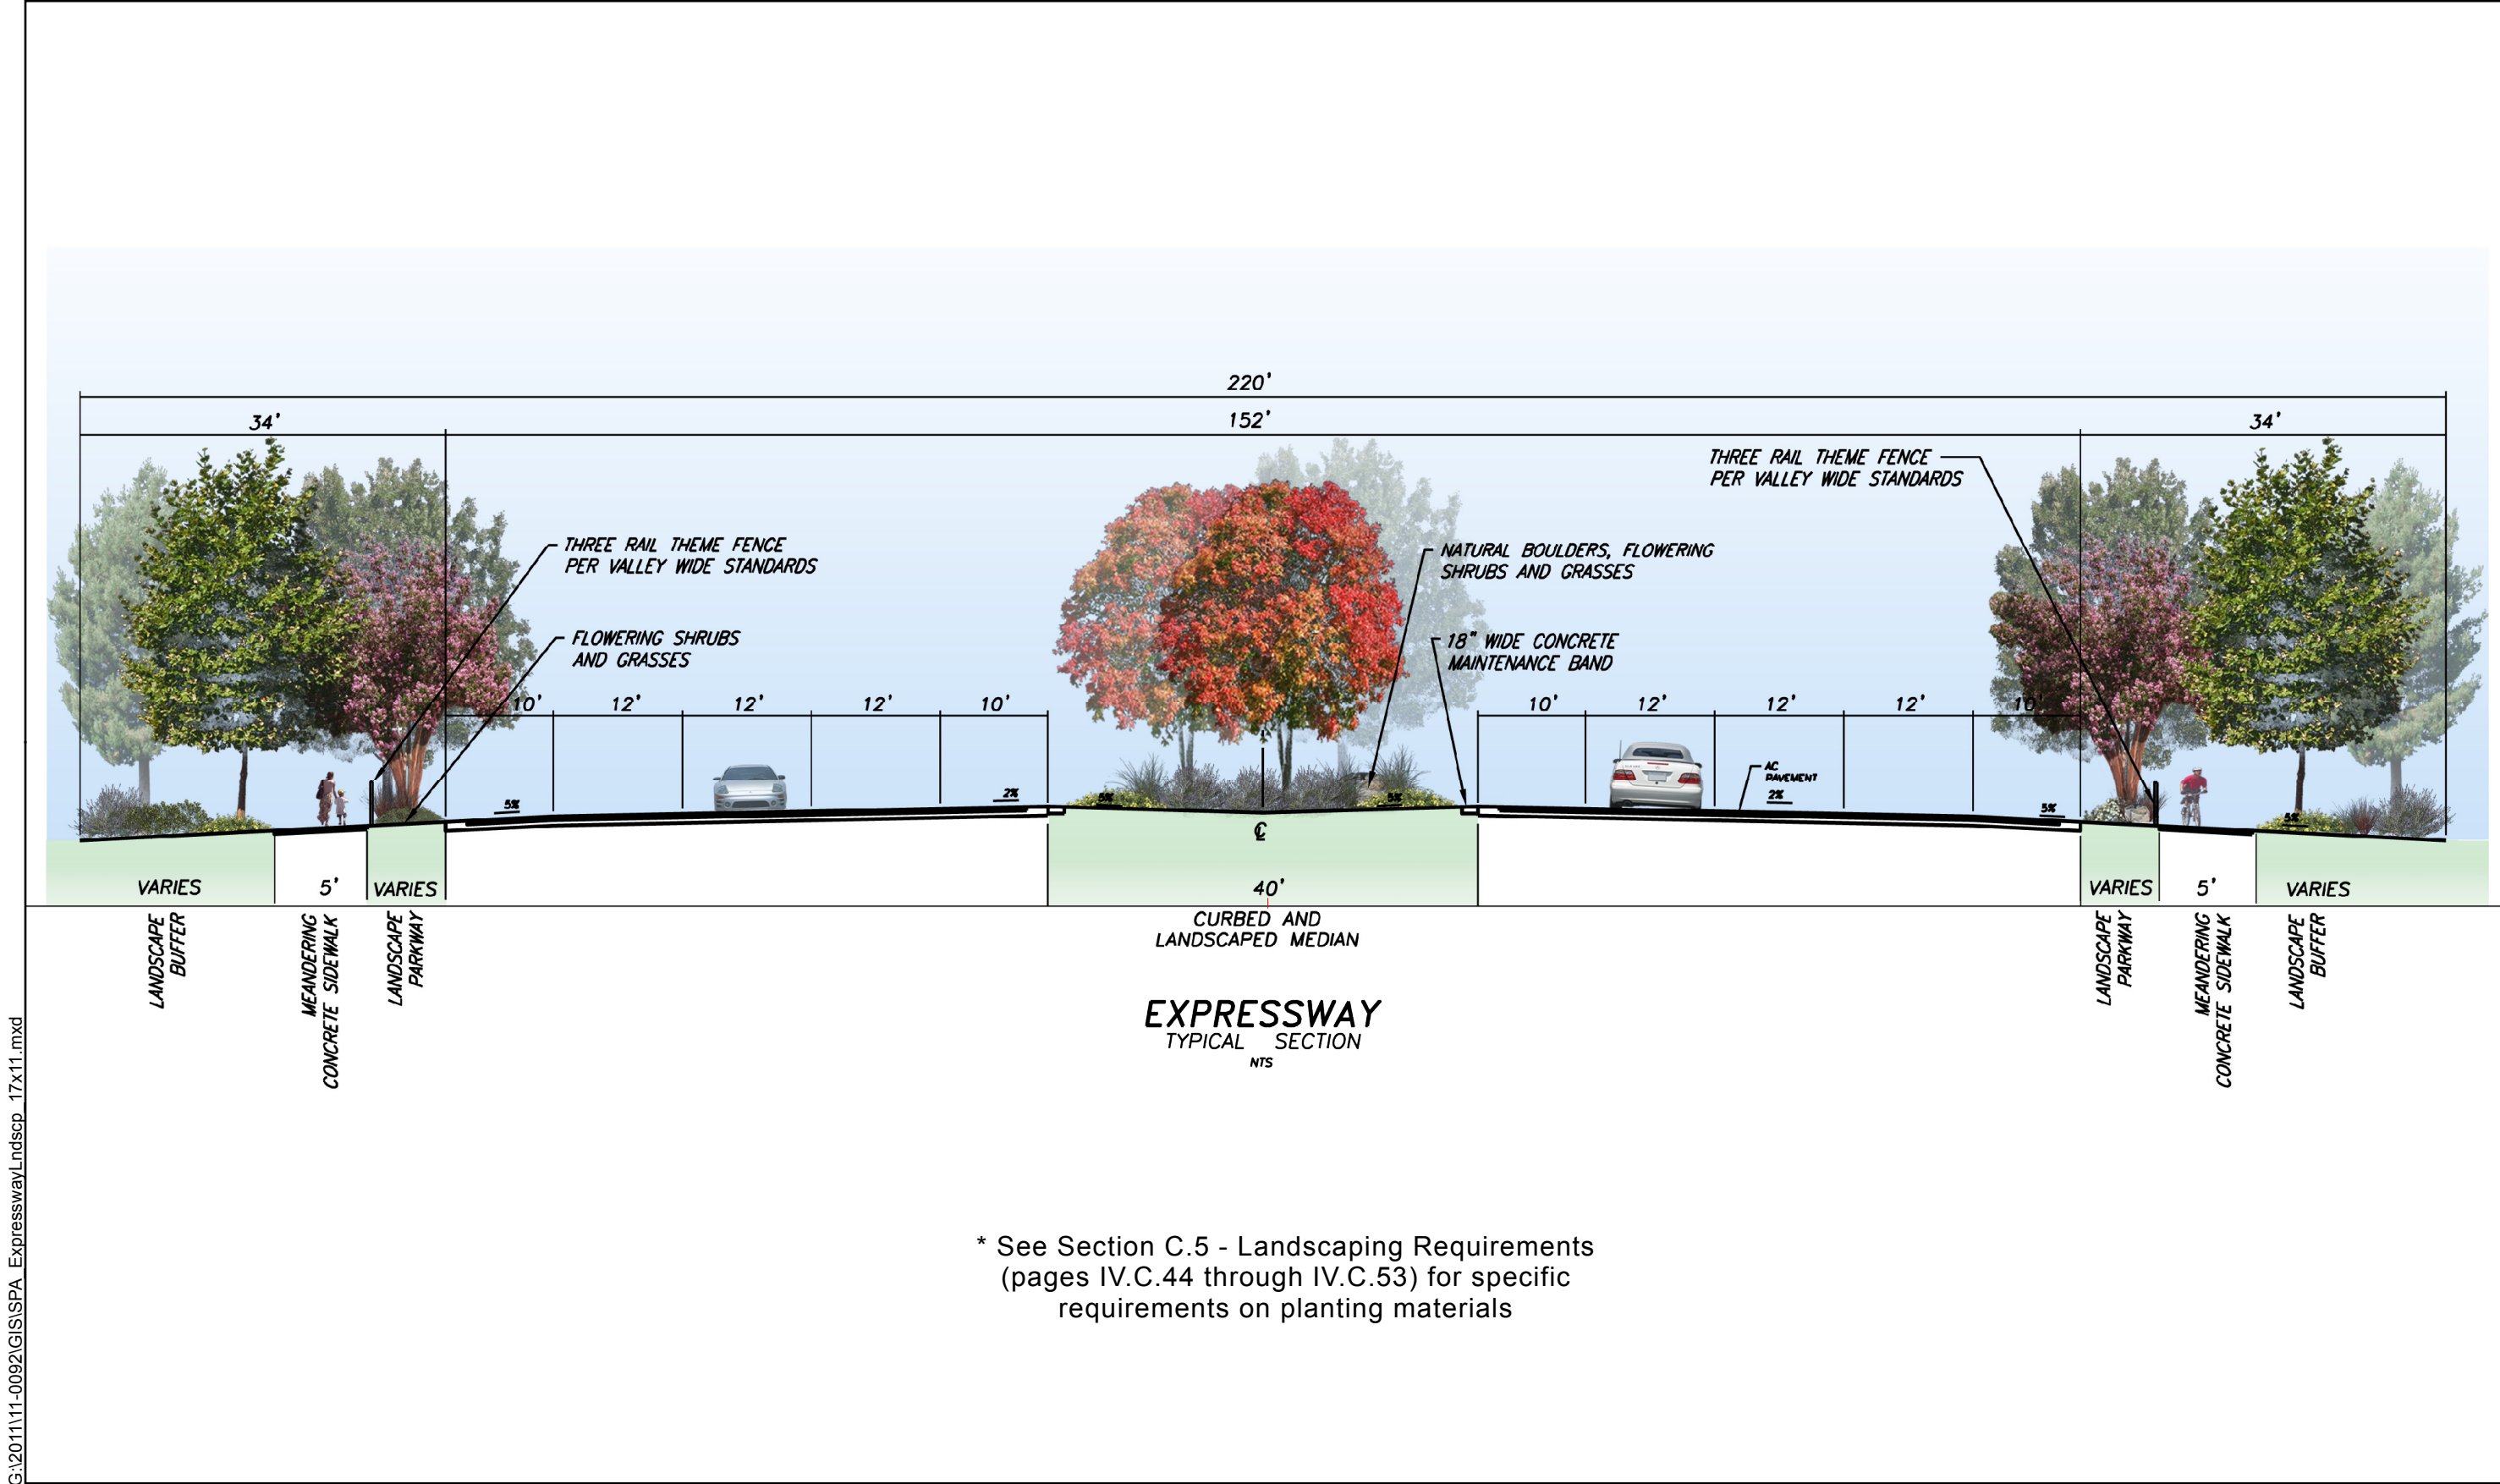 220'
34'
152'
34'
THREE RAIL THEME FENCE
PER VALLEY WIDE STANDARDS
THREE RAIL THEME FENCE
PER VALLEY WIDE STANDARDS
NATURAL BOULDERS, FLOWERING
SHRUBS AND GRASSES
FLOWERING SHRUBS
AND GRASSES
18" WIDE CONCRETE
MAINTENANCE BAND
10'
12'
12'
12'
10'
10'
12'
12'
12'
10'
AC
PAVEMENT
5%
2%
5%
5%
2%
5%
5%
℄
VARIES
5'
VARIES
40'
VARIES
5'
VARIES
LANDSCAPE
BUFFER
MEANDERING
CONCRETE SIDEWALK
LANDSCAPE
PARKWAY
CURBED AND
LANDSCAPED MEDIAN
LANDSCAPE
PARKWAY
MEANDERING
CONCRETE SIDEWALK
LANDSCAPE
BUFFER
EXPRESSWAY
TYPICAL SECTION
NTS
* See Section C.5 - Landscaping Requirements
(pages IV.C.44 through IV.C.53) for specific
requirements on planting materials
G:\2011\11-0092\GIS\SPA_ExpresswayLndscp_17x11.mxd